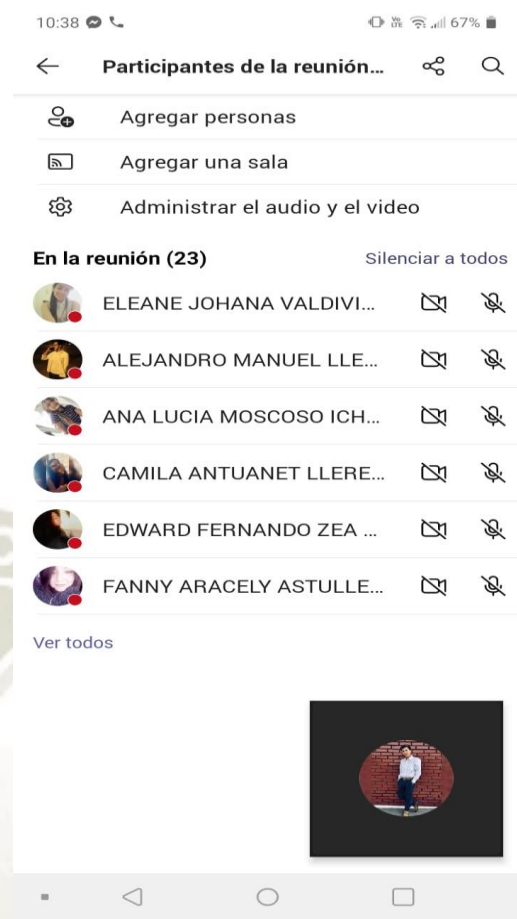 10:38 67%
Participantes de la reunión...
Agregar personas
Agregar una sala
Administrar el audio y el video
En la reunión (23) Silenciar a todos
ELEANE JOHANA VALDIVI...
ALEJANDRO MANUEL LLE...
ANA LUCIA MOSCOSO ICH...
CAMILA ANTUANET LLERE...
EDWARD FERNANDO ZEA ...
FANNY ARACELY ASTULLE...
Ver todos